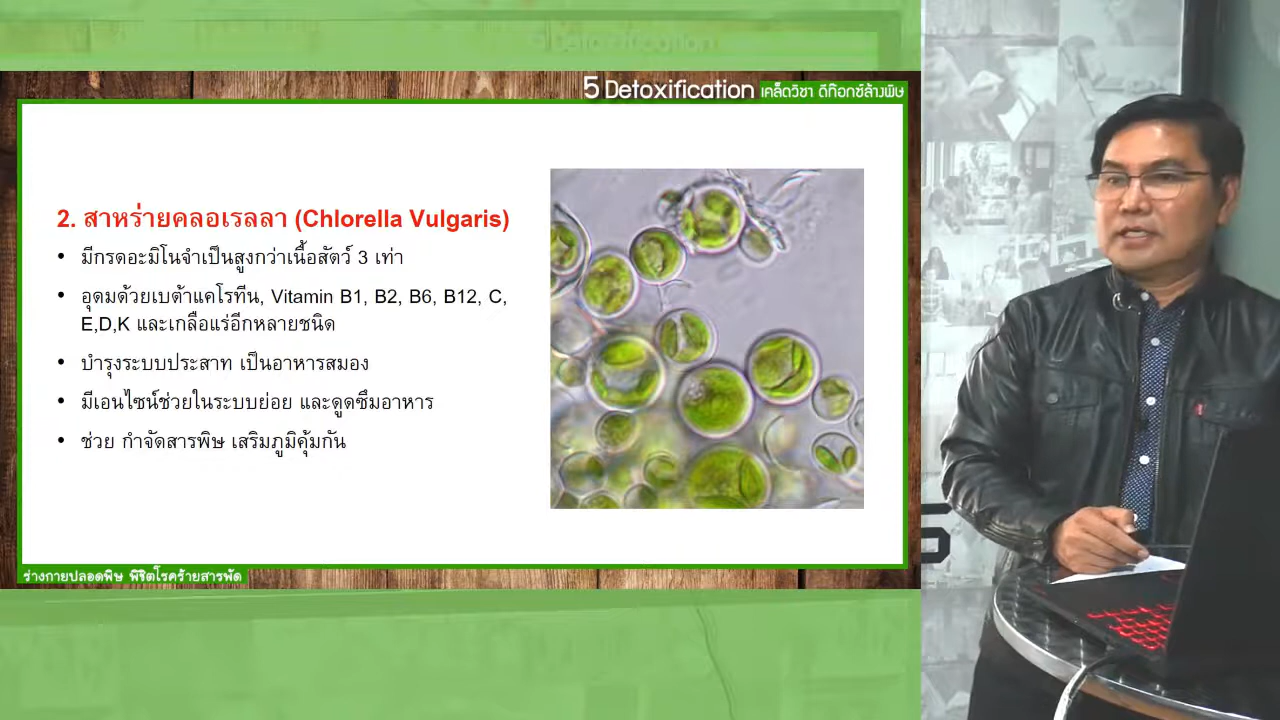 5 Detoxification เคล็ดวิชา ดีท๊อกซ์ล้างพิษ
2. สาหร่ายคลอเรลลา (Chlorella Vulgaris)
• มีกรดอะมิโนจำเป็นสูงกว่าเนื้อสัตว์ 3 เท่า
• อุดมด้วยเบต้าแคโรทีน, Vitamin B1, B2, B6, B12, C,
E,D,K และเกลือแร่อีกหลายชนิด
• บำรุงระบบประสาท เป็นอาหารสมอง
• มีเอนไซน์ช่วยในระบบย่อย และดูดซึมอาหาร
• ช่วย กำจัดสารพิษ เสริมภูมิคุ้มกัน
ร่างกายปลอดพิษ พิชิตโรคร้ายสารพัด